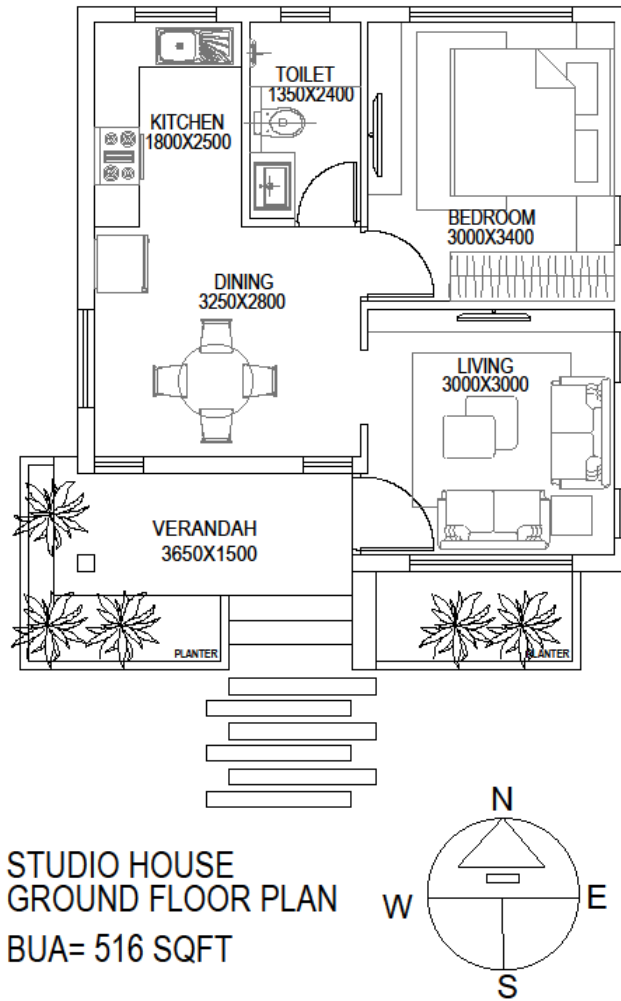 TOILET
1350X2400
KITCHEN
1800X2500
BEDROOM
3000X3400
DINING
3250X2800
LIVING
3000X3000
VERANDAH
3650X1500
PLANTER
PLANTER
N
W
E
S
STUDIO HOUSE
GROUND FLOOR PLAN
BUA= 516 SQFT